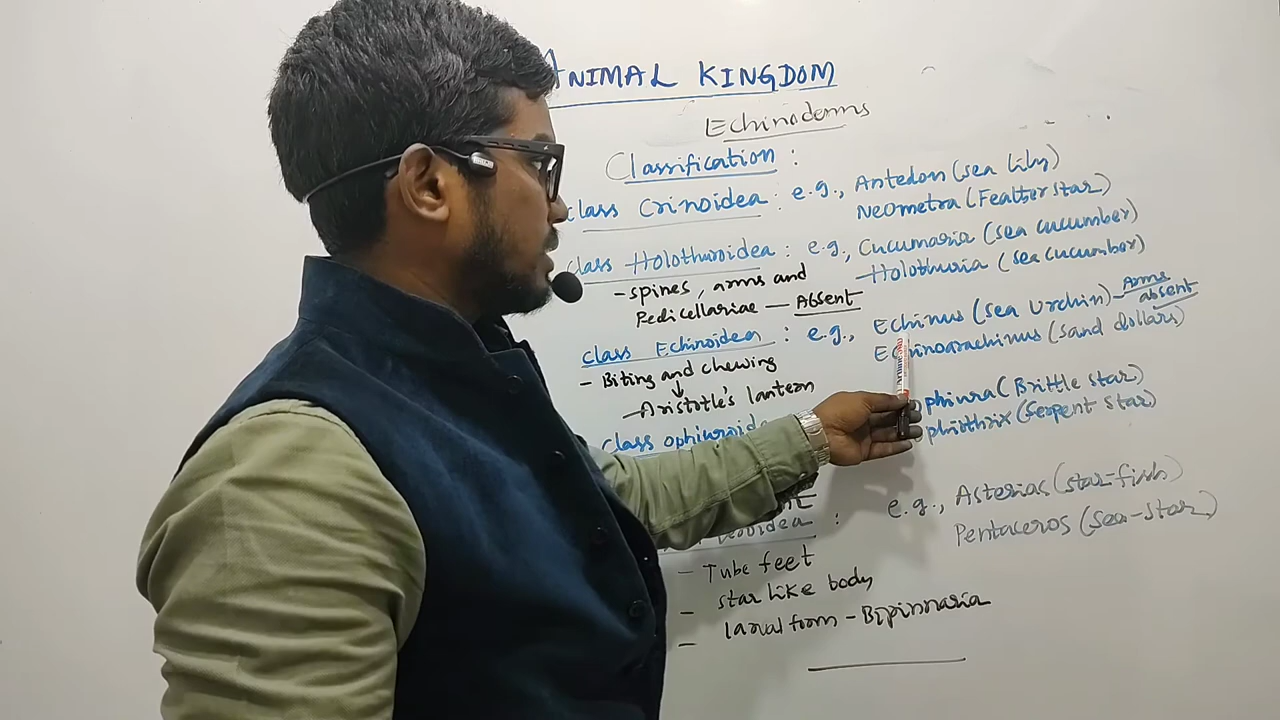 ANIMAL KINGDOM
Echinoderms
Classification :
class Crinoidea : e.g., Antedon (sea lily)
Neometra (Feather star)
class Holothuroidea : e.g., Cucumaria (sea cucumber)
- spines, arms and Holothuria (sea cucumber)
Pedicellariae — Absent
class Echinoidea : e.g., Echinus (sea Urchin) - Arms absent
- Biting and chewing Echinoarachinus (sand dollars)
↓
Aristotle's lantern
class ophiuroidea phiura (Brittle star)
phiothrix (Serpent star)
: e.g., Asterias (star-fish)
Pentaceros (sea-star)
- Tube feet
- star like body
- larval form - Bipinnaria